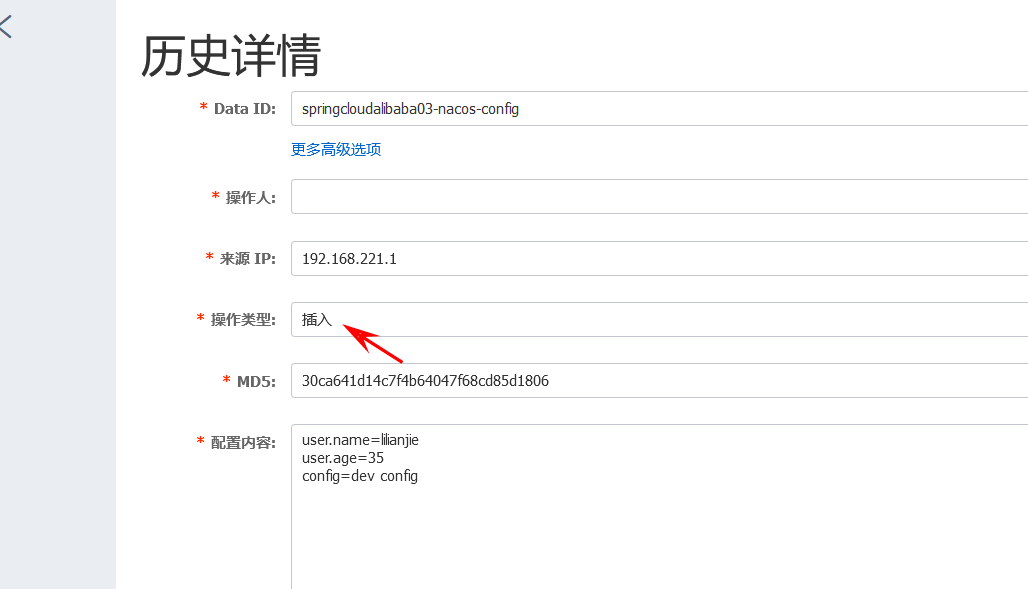 历史详情
* Data ID: springcloudalibaba03-nacos-config
更多高级选项
* 操作人:
* 来源 IP: 192.168.221.1
* 操作类型: 插入
* MD5: 30ca641d14c7f4b64047f68cd85d1806
* 配置内容: user.name=lilianjie
user.age=35
config=dev config